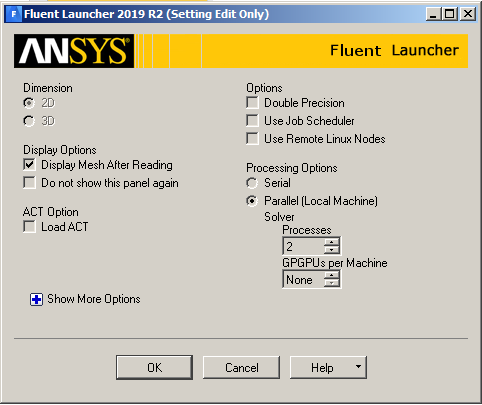 Fluent Launcher 2019 R2 (Setting Edit Only)
ANSYS®
Fluent Launcher
Dimension
2D
3D
Display Options
Display Mesh After Reading
Do not show this panel again
ACT Option
Load ACT
Show More Options
Options
Double Precision
Use Job Scheduler
Use Remote Linux Nodes
Processing Options
Serial
Parallel (Local Machine)
Solver
Processes
2
GPGPUs per Machine
None
OK
Cancel
Help